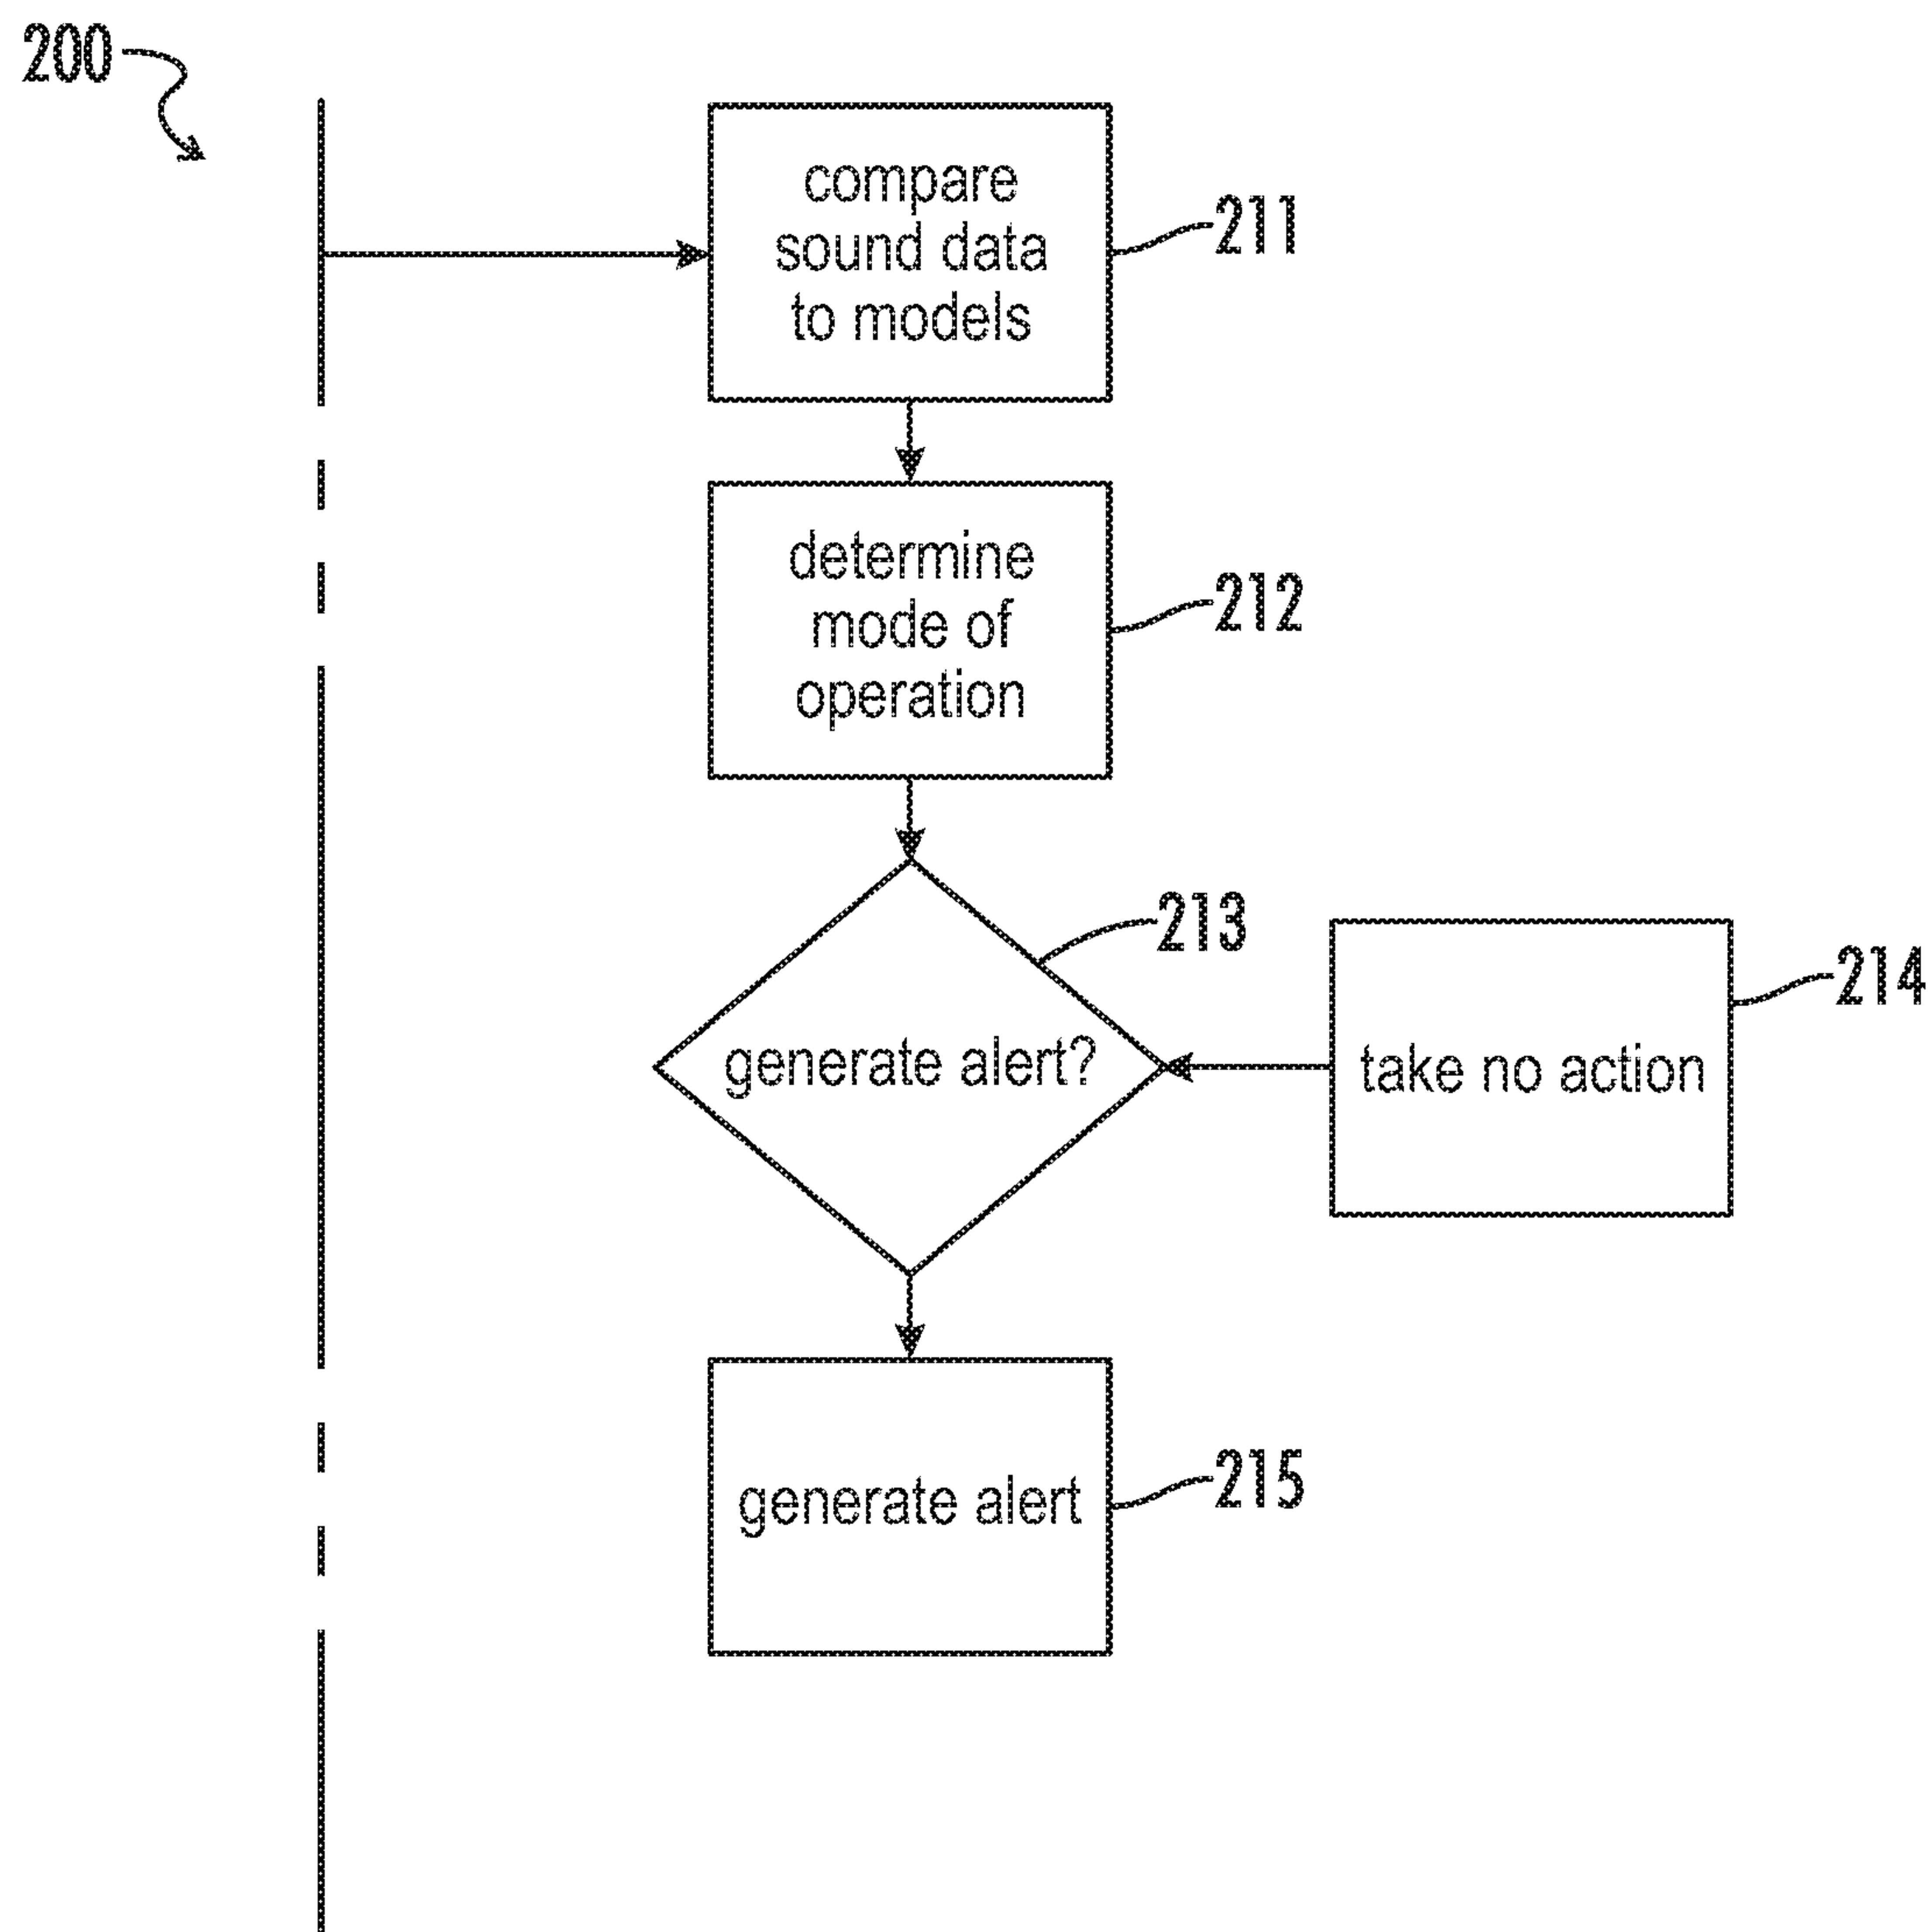 200
compare
sound data
to models
211
determine
mode of
operation
212
213
generate alert?
take no action
214
generate alert
215